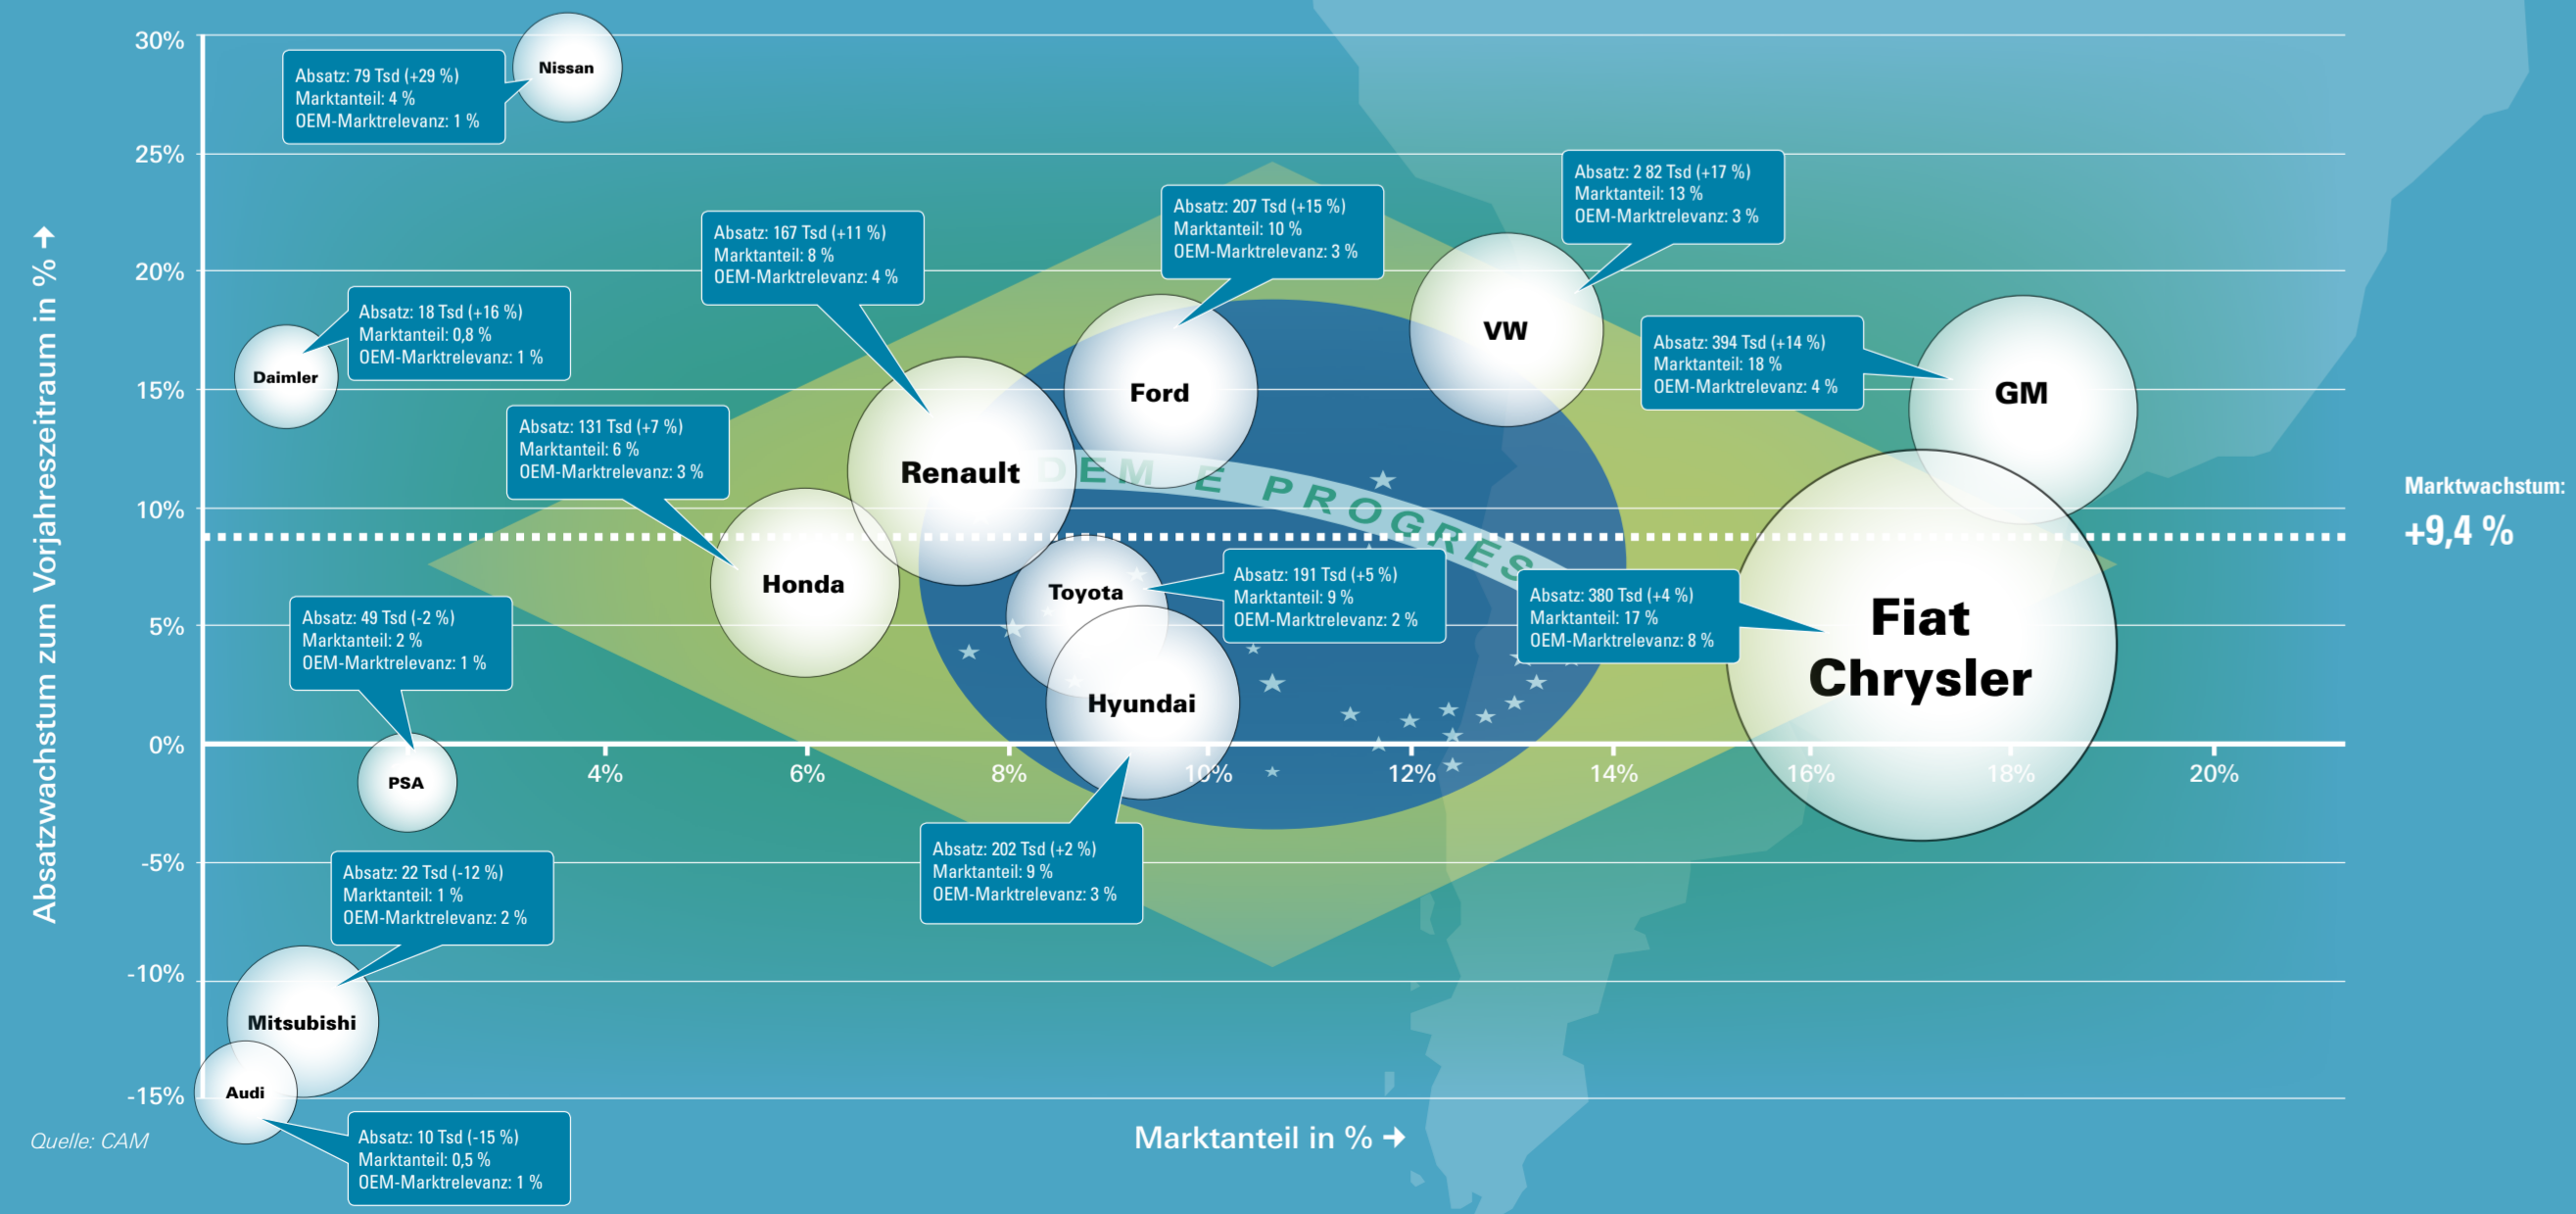 Absatzwachstum zum Vorjahreszeitraum in % →
30%
25%
20%
15%
10%
5%
0%
-5%
-10%
-15%
Nissan
Absatz: 79 Tsd (+29 %)
Marktanteil: 4 %
OEM-Marktrelevanz: 1 %
Absatz: 2 82 Tsd (+17 %)
Marktanteil: 13 %
OEM-Marktrelevanz: 3 %
VW
Absatz: 207 Tsd (+15 %)
Marktanteil: 10 %
OEM-Marktrelevanz: 3 %
Ford
Absatz: 167 Tsd (+11 %)
Marktanteil: 8 %
OEM-Marktrelevanz: 4 %
Renault
Absatz: 18 Tsd (+16 %)
Marktanteil: 0,8 %
OEM-Marktrelevanz: 1 %
Daimler
Absatz: 394 Tsd (+14 %)
Marktanteil: 18 %
OEM-Marktrelevanz: 4 %
GM
Absatz: 131 Tsd (+7 %)
Marktanteil: 6 %
OEM-Marktrelevanz: 3 %
Honda
DEM E PROGRES
Marktwachstum:
+9,4 %
Toyota
Absatz: 191 Tsd (+5 %)
Marktanteil: 9 %
OEM-Marktrelevanz: 2 %
Absatz: 380 Tsd (+4 %)
Marktanteil: 17 %
OEM-Marktrelevanz: 8 %
Fiat
Chrysler
Absatz: 49 Tsd (-2 %)
Marktanteil: 2 %
OEM-Marktrelevanz: 1 %
PSA
Hyundai
4%
6%
8%
10%
12%
14%
16%
18%
20%
Absatz: 202 Tsd (+2 %)
Marktanteil: 9 %
OEM-Marktrelevanz: 3 %
Absatz: 22 Tsd (-12 %)
Marktanteil: 1 %
OEM-Marktrelevanz: 2 %
Mitsubishi
Audi
Absatz: 10 Tsd (-15 %)
Marktanteil: 0,5 %
OEM-Marktrelevanz: 1 %
Marktanteil in % →
Quelle: CAM